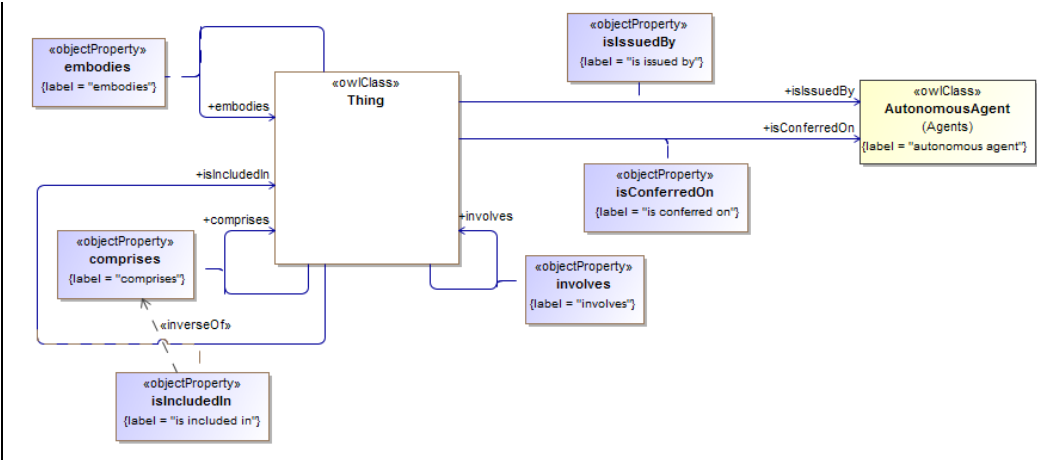 «objectProperty»
isIssuedBy
{label = "is issued by"}
«objectProperty»
embodies
{label = "embodies"}
«owlClass»
Thing
+embodies
+isIssuedBy
«owlClass»
AutonomousAgent
(Agents)
{label = "autonomous agent"}
+isConferredOn
+isIncludedIn
«objectProperty»
isConferredOn
{label = "is conferred on"}
+comprises
+involves
«objectProperty»
comprises
{label = "comprises"}
«objectProperty»
involves
{label = "involves"}
«inverseOf»
«objectProperty»
isIncludedIn
{label = "is included in"}